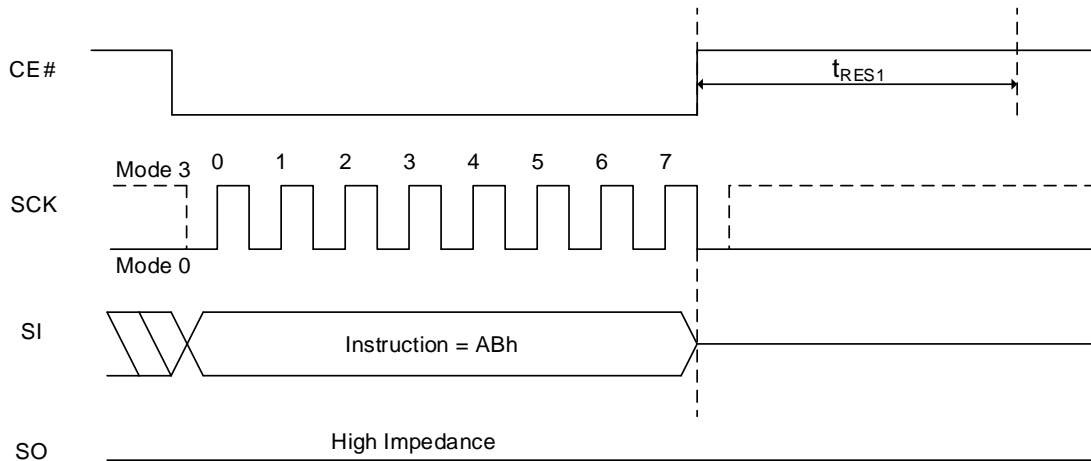 CE#
tRES1
Mode 3 0 1 2 3 4 5 6 7
SCK
Mode 0
SI
Instruction = ABh
High Impedance
SO